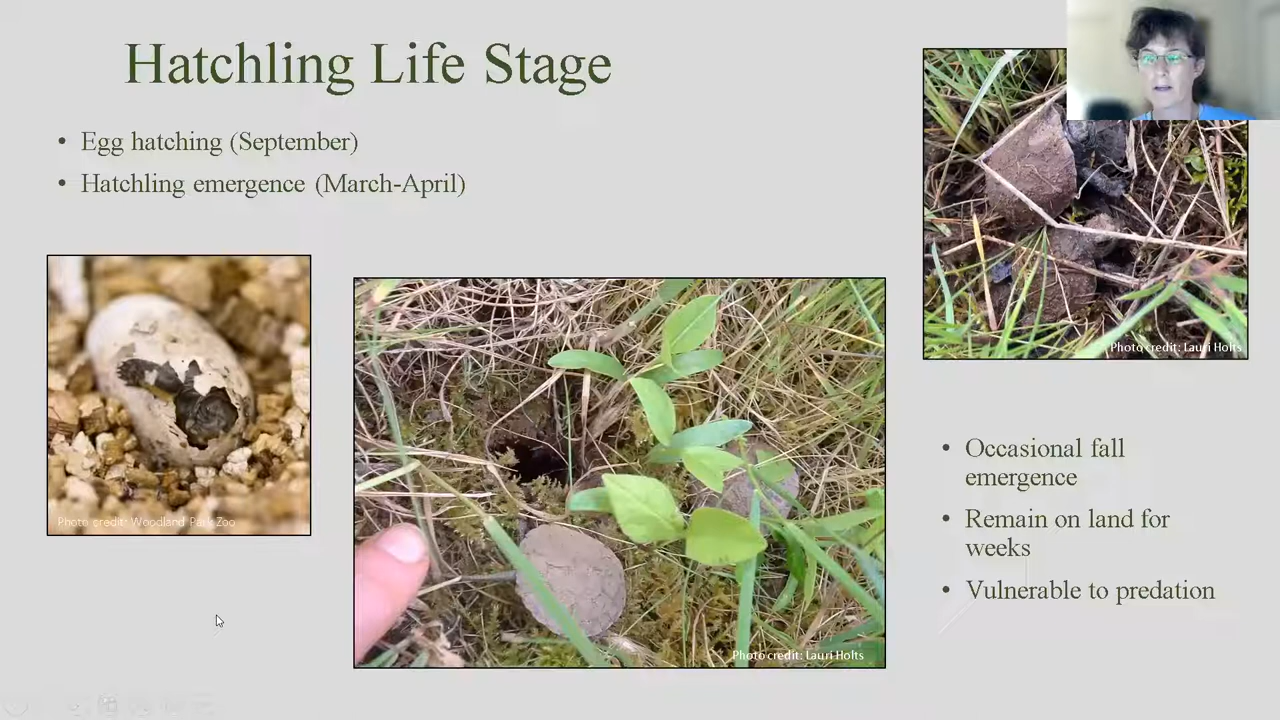 Hatchling Life Stage
• Egg hatching (September)
• Hatchling emergence (March-April)
Photo credit: Woodland Park Zoo
Photo credit: Lauri Holts
Photo credit: Lauri Holts
• Occasional fall
emergence
• Remain on land for
weeks
• Vulnerable to predation